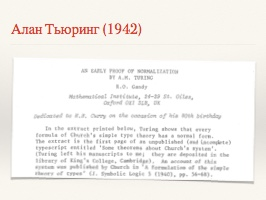 Алан Тьюринг (1942)
AN EARLY PROOF OF NORMALIZATION
BY A.M. TURING
R.O. Gandy
Mathematical Institute, 24-29 St. Giles,
Oxford OX1 3LB, UK
Dedicated to H.B. Curry on the occasion of his 80th birthday
In the extract printed below, Turing shows that every
formula of Church's simple type theory has a normal form.
The extract is the first page of an unpublished (and incomplete)
typescript entitled 'Some theorems about Church's system'.
(Turing left his manuscripts to me; they are deposited in the
library of King's College, Cambridge). An account of this
system was published by Church in 'A formulation of the simple
theory of types' (J. Symbolic Logic 5 (1940), pp. 56-68).